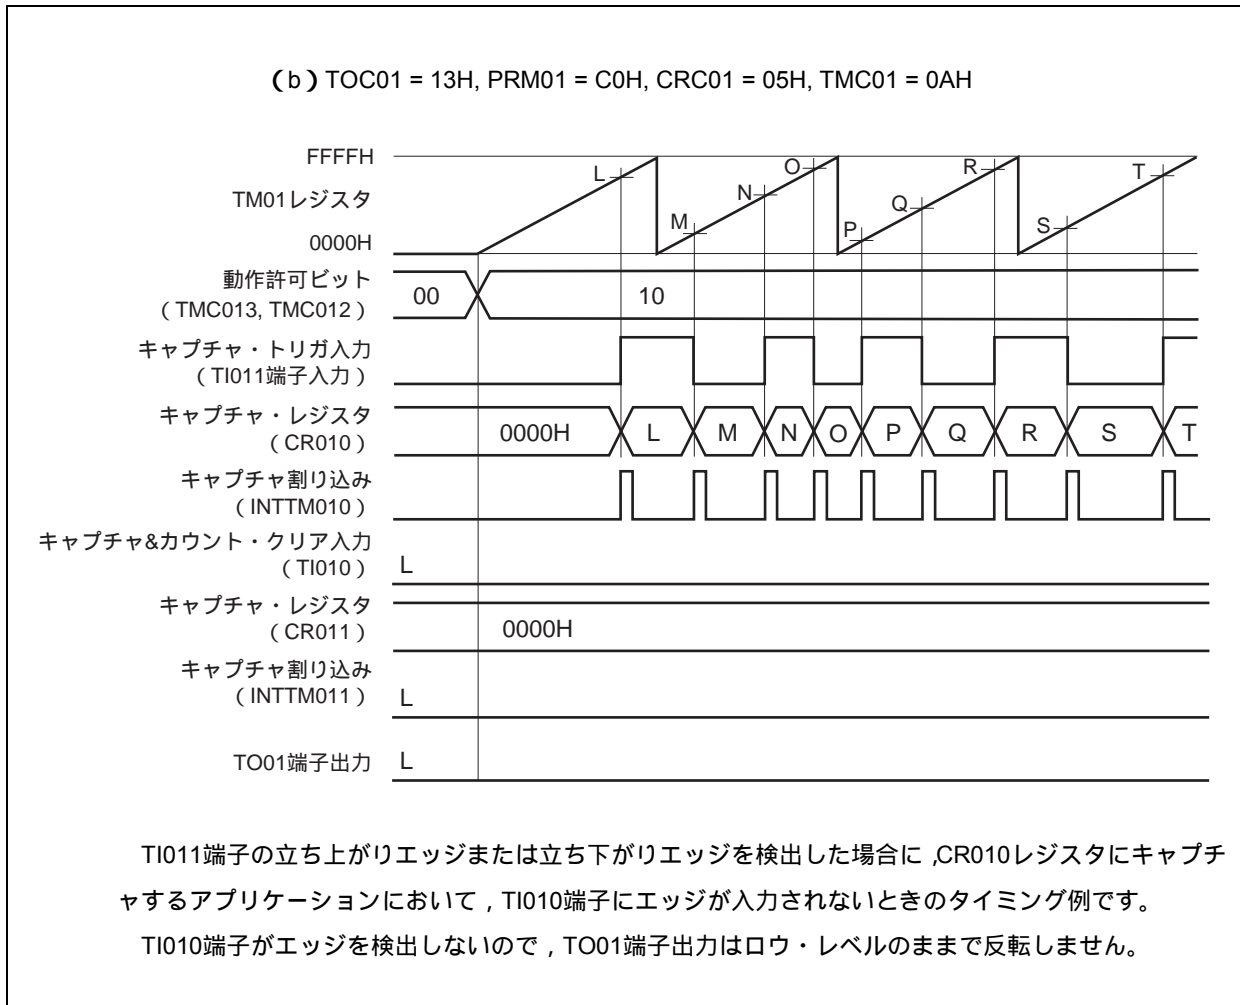 （b）TOC01 = 13H, PRM01 = C0H, CRC01 = 05H, TMC01 = 0AH
FFFFH
TM01レジスタ
0000H
L
M
N
O
P
Q
R
S
T
動作許可ビット
（TMC013, TMC012）
00
10
キャプチャ・トリガ入力
（TI011端子入力）
キャプチャ・レジスタ
（CR010）
0000H
L
M
N
O
P
Q
R
S
T
キャプチャ割り込み
（INTTM010）
キャプチャ&カウント・クリア入力
（TI010）
L
キャプチャ・レジスタ
（CR011）
0000H
キャプチャ割り込み
（INTTM011）
L
TO01端子出力
L
TI011端子の立ち上がりエッジまたは立ち下がりエッジを検出した場合に，CR010レジスタにキャプチ
ャするアプリケーションにおいて，TI010端子にエッジが入力されないときのタイミング例です。
TI010端子がエッジを検出しないので，TO01端子出力はロウ・レベルのままで反転しません。